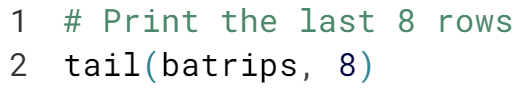 1 # Print the last 8 rows
2 tail(batrips, 8)